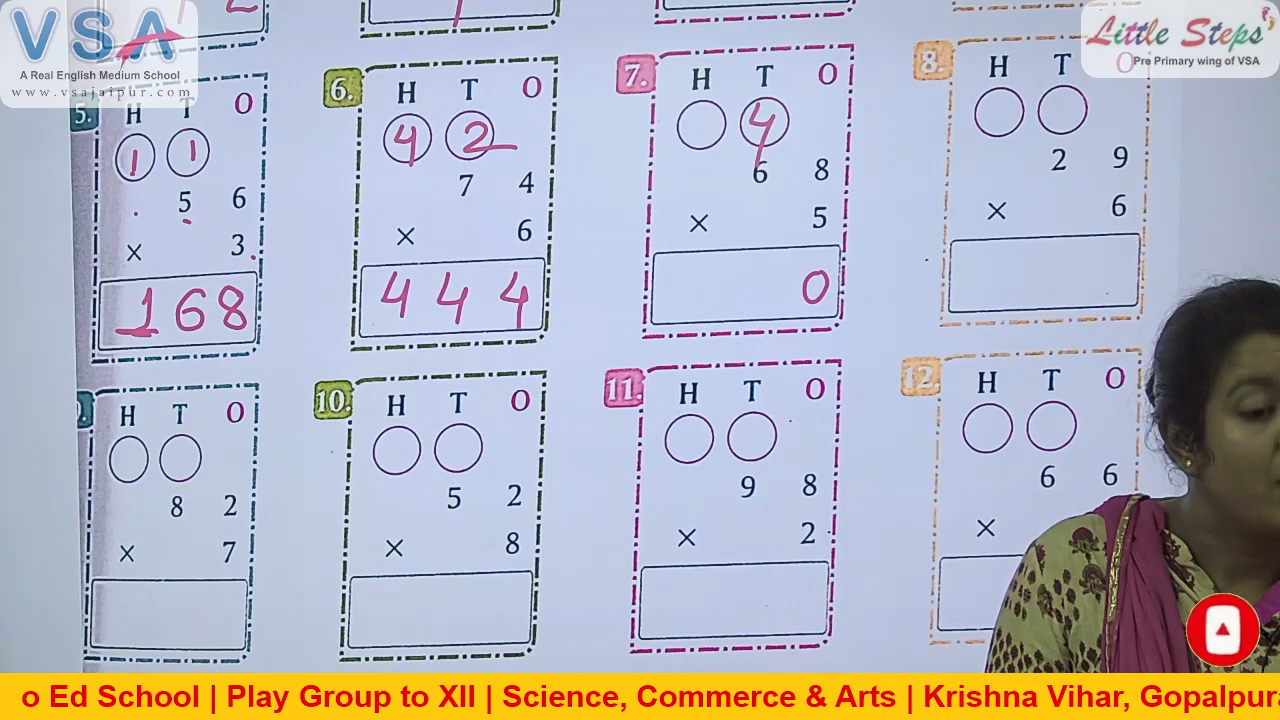 VSA
A Real English Medium School
www.vsajaipur.com
Little Steps
Pre Primary wing of VSA
5.
H T O
1 1
5 6
× 3
168
6.
H T O
4 2
7 4
× 6
444
7.
H T O
4
6 8
× 5
0
8.
H T O
2 9
× 6
H T O
8 2
× 7
10.
H T O
5 2
× 8
11.
H T O
9 8
× 2
12.
H T O
6 6
×
o Ed School | Play Group to XII | Science, Commerce & Arts | Krishna Vihar, Gopalpura